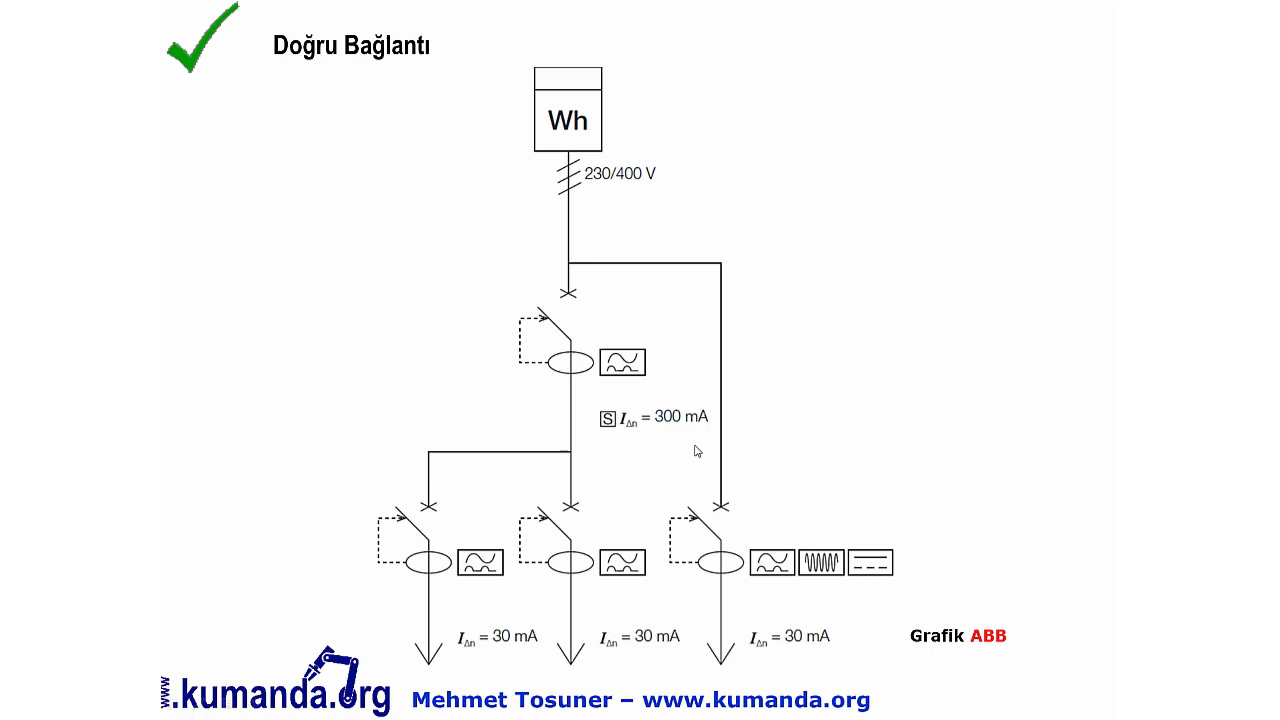 Doğru Bağlantı
Wh
230/400 V
S IΔn = 300 mA
IΔn = 30 mA
IΔn = 30 mA
IΔn = 30 mA
Grafik ABB
www.kumanda.org
Mehmet Tosuner – www.kumanda.org